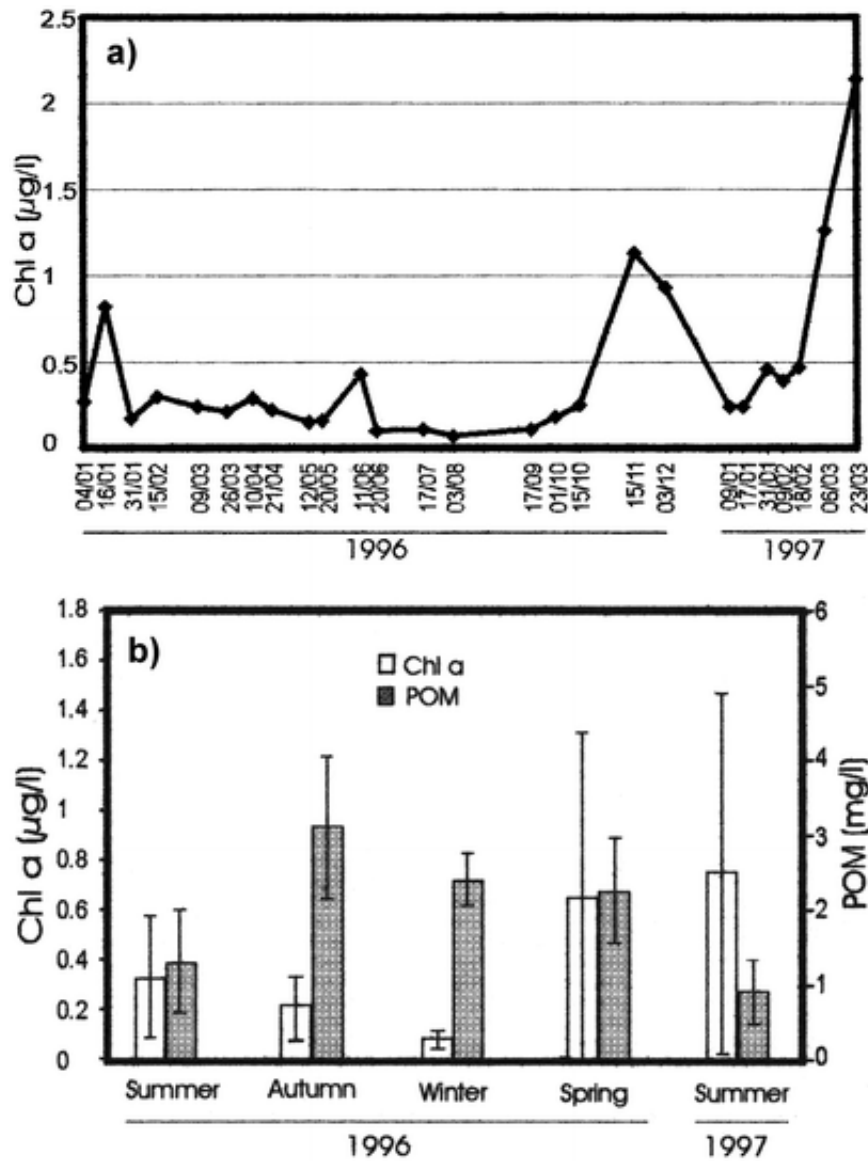 a)
Chl a (µg/l)
2.5
2
1.5
1
0.5
0
04/01 16/01 31/01 15/02 09/03 26/03 10/04 21/04 12/05 20/05 11/06 20/06 17/07 03/08 17/09 01/10 15/10 15/11 03/12 09/01 17/01 31/01 09/02 18/02 06/03 23/03
1996 1997
b)
Chl a (µg/l)
1.8
1.6
1.4
1.2
1
0.8
0.6
0.4
0.2
0
Chl a
POM
6
5
4
3
2
1
0
POM (mg/l)
Summer Autumn Winter Spring Summer
1996 1997